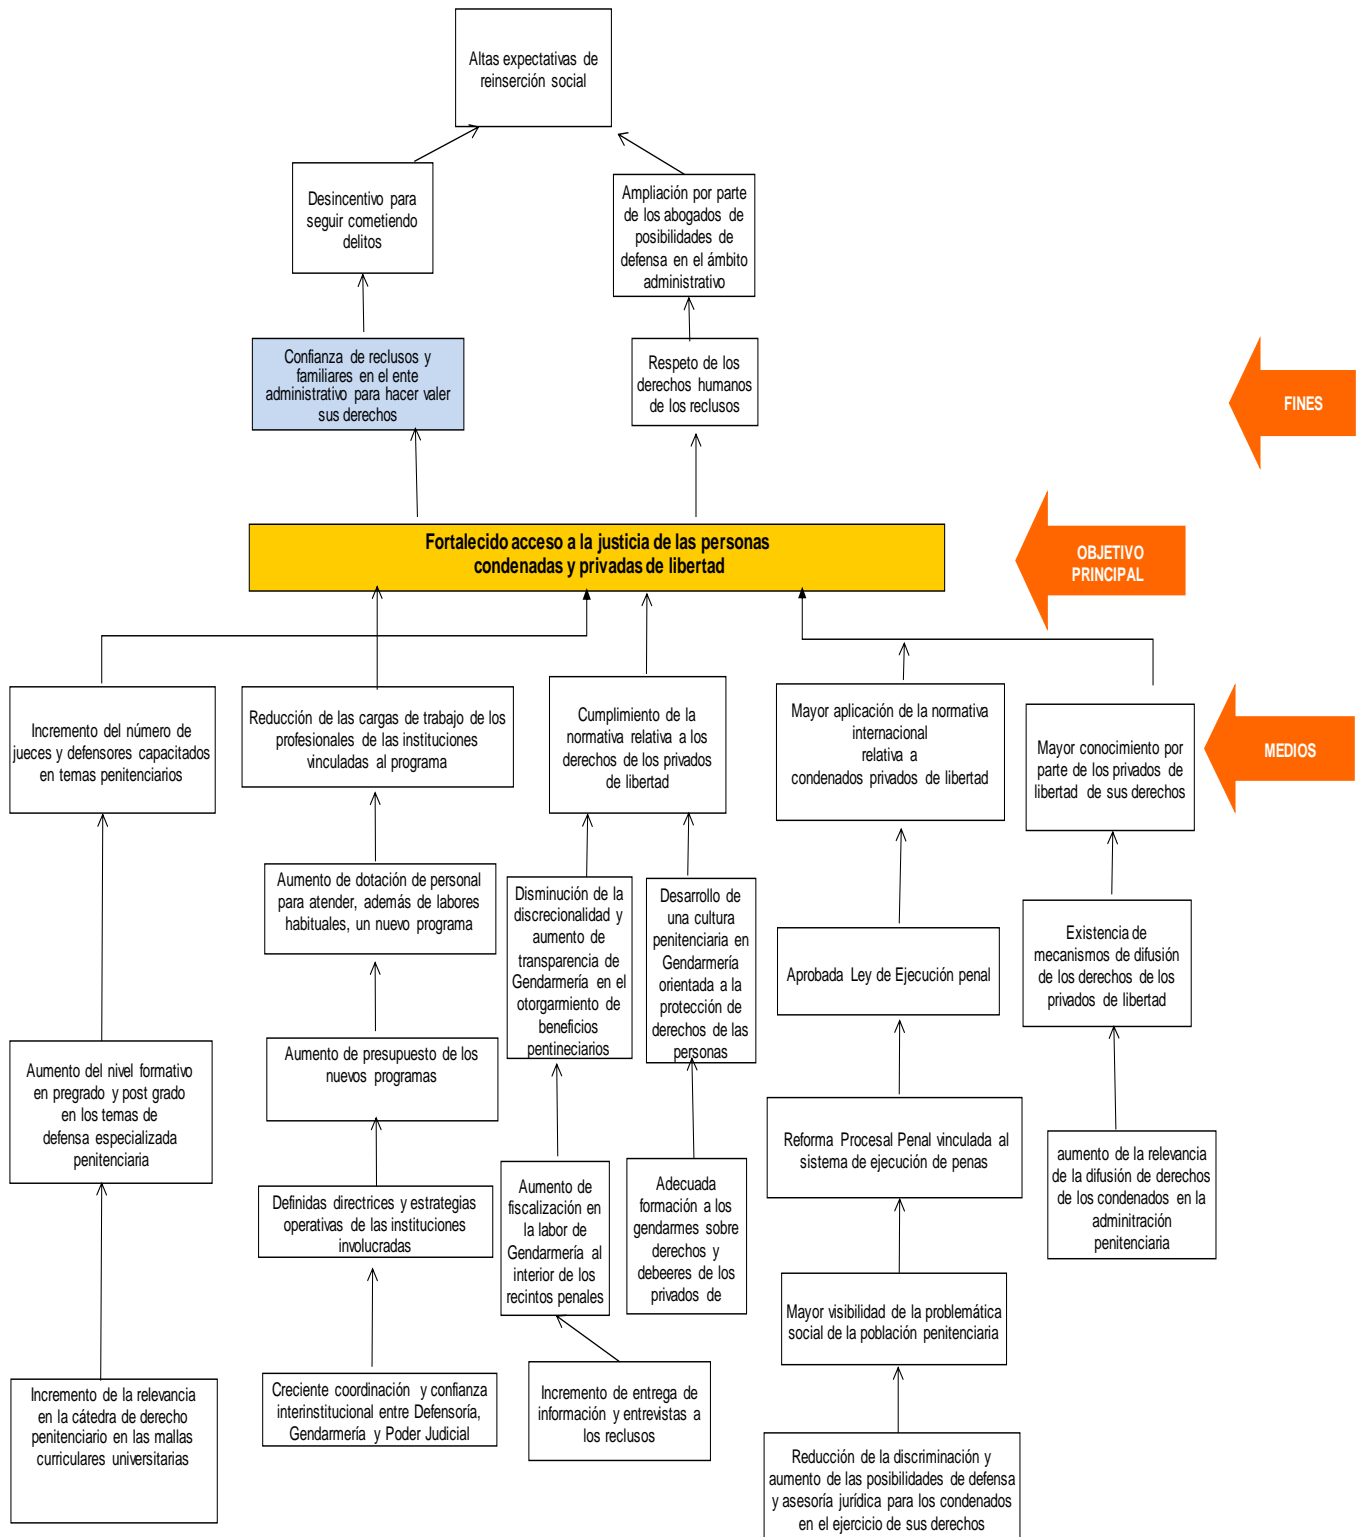 Altas expectativas de
reinserción social
Desincentivo para
seguir cometiendo
delitos
Ampliación por parte
de los abogados de
posibilidades de
defensa en el ámbito
administrativo
Confianza de reclusos y
familiares en el ente
administrativo para hacer valer
sus derechos
Respeto de los
derechos humanos
de los reclusos
FINES
Fortalecido acceso a la justicia de las personas
condenadas y privadas de libertad
OBJETIVO
PRINCIPAL
Incremento del número de
jueces y defensores capacitados
en temas penitenciarios
Reducción de las cargas de trabajo de los
profesionales de las instituciones
vinculadas al programa
Cumplimiento de la
normativa relativa a los
derechos de los privados
de libertad
Mayor aplicación de la normativa
internacional
relativa a
condenados privados de libertad
Mayor conocimiento por
parte de los privados de
libertad de sus derechos
MEDIOS
Aumento de dotación de personal
para atender, además de labores
habituales, un nuevo programa
Disminución de la
discrecionalidad y
aumento de
transparencia de
Gendarmería en el
otorgarmiento de
beneficios
pentineciarios
Desarrollo de
una cultura
penitenciaria en
Gendarmería
orientada a la
protección de
derechos de las
personas
Aprobada Ley de Ejecución penal
Existencia de
mecanismos de difusión
de los derechos de los
privados de libertad
Aumento del nivel formativo
en pregrado y post grado
en los temas de
defensa especializada
penitenciaria
Aumento de presupuesto de los
nuevos programas
Reforma Procesal Penal vinculada al
sistema de ejecución de penas
aumento de la relevancia
de la difusión de derechos
de los condenados en la
adminitración
penitenciaria
Definidas directrices y estrategias
operativas de las instituciones
involucradas
Aumento de
fiscalización en
la labor de
Gendarmería al
interior de los
recintos penales
Adecuada
formación a los
gendarmes sobre
derechos y
debeeres de los
privados de
Mayor visibilidad de la problemática
social de la población penitenciaria
Incremento de la relevancia
en la cátedra de derecho
penitenciario en las mallas
curriculares universitarias
Creciente coordinación y confianza
interinstitucional entre Defensoría,
Gendarmería y Poder Judicial
Incremento de entrega de
información y entrevistas a
los reclusos
Reducción de la discriminación y
aumento de las posibilidades de defensa
y asesoría jurídica para los condenados
en el ejercicio de sus derechos